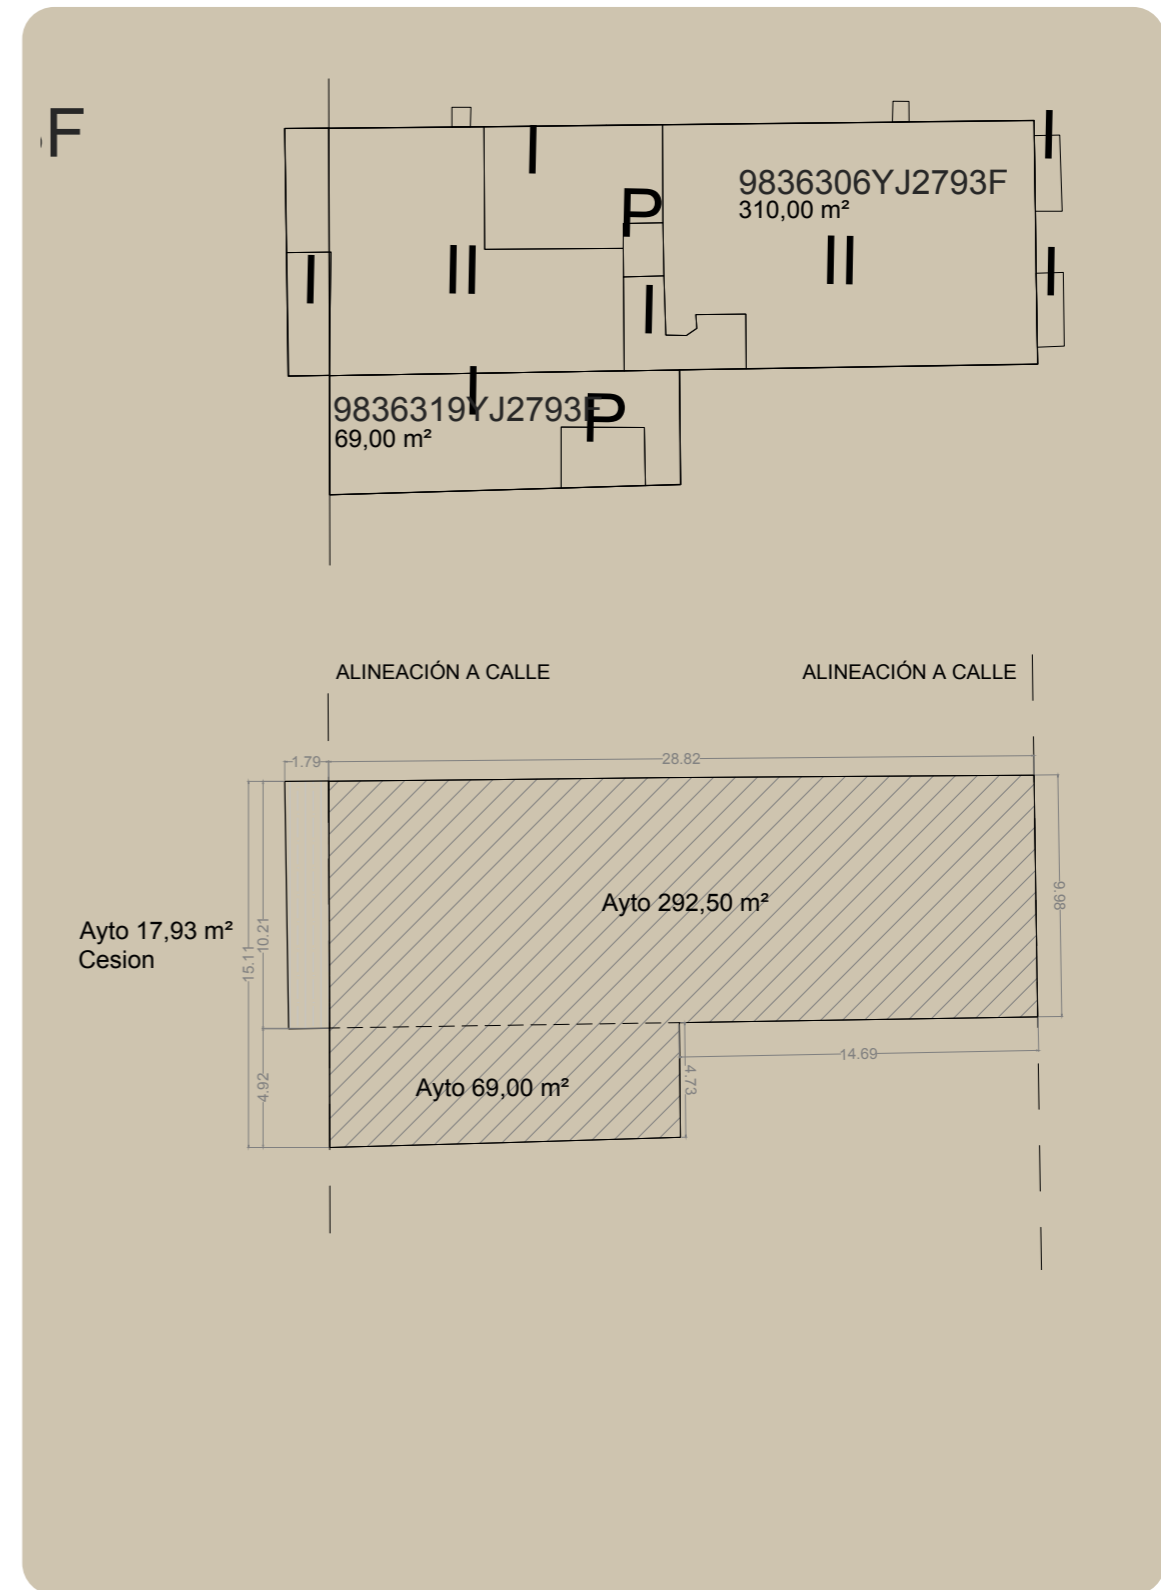 F
I
I
P
9836306YJ2793F
310,00 m²
I
II
II
I
I
I
9836319YJ2793F
P
69,00 m²
ALINEACIÓN A CALLE
ALINEACIÓN A CALLE
1.79
28.82
Ayto 292,50 m²
9.98
Ayto 17,93 m²
Cesion
10.21
15.11
14.69
4.92
Ayto 69,00 m²
4.73